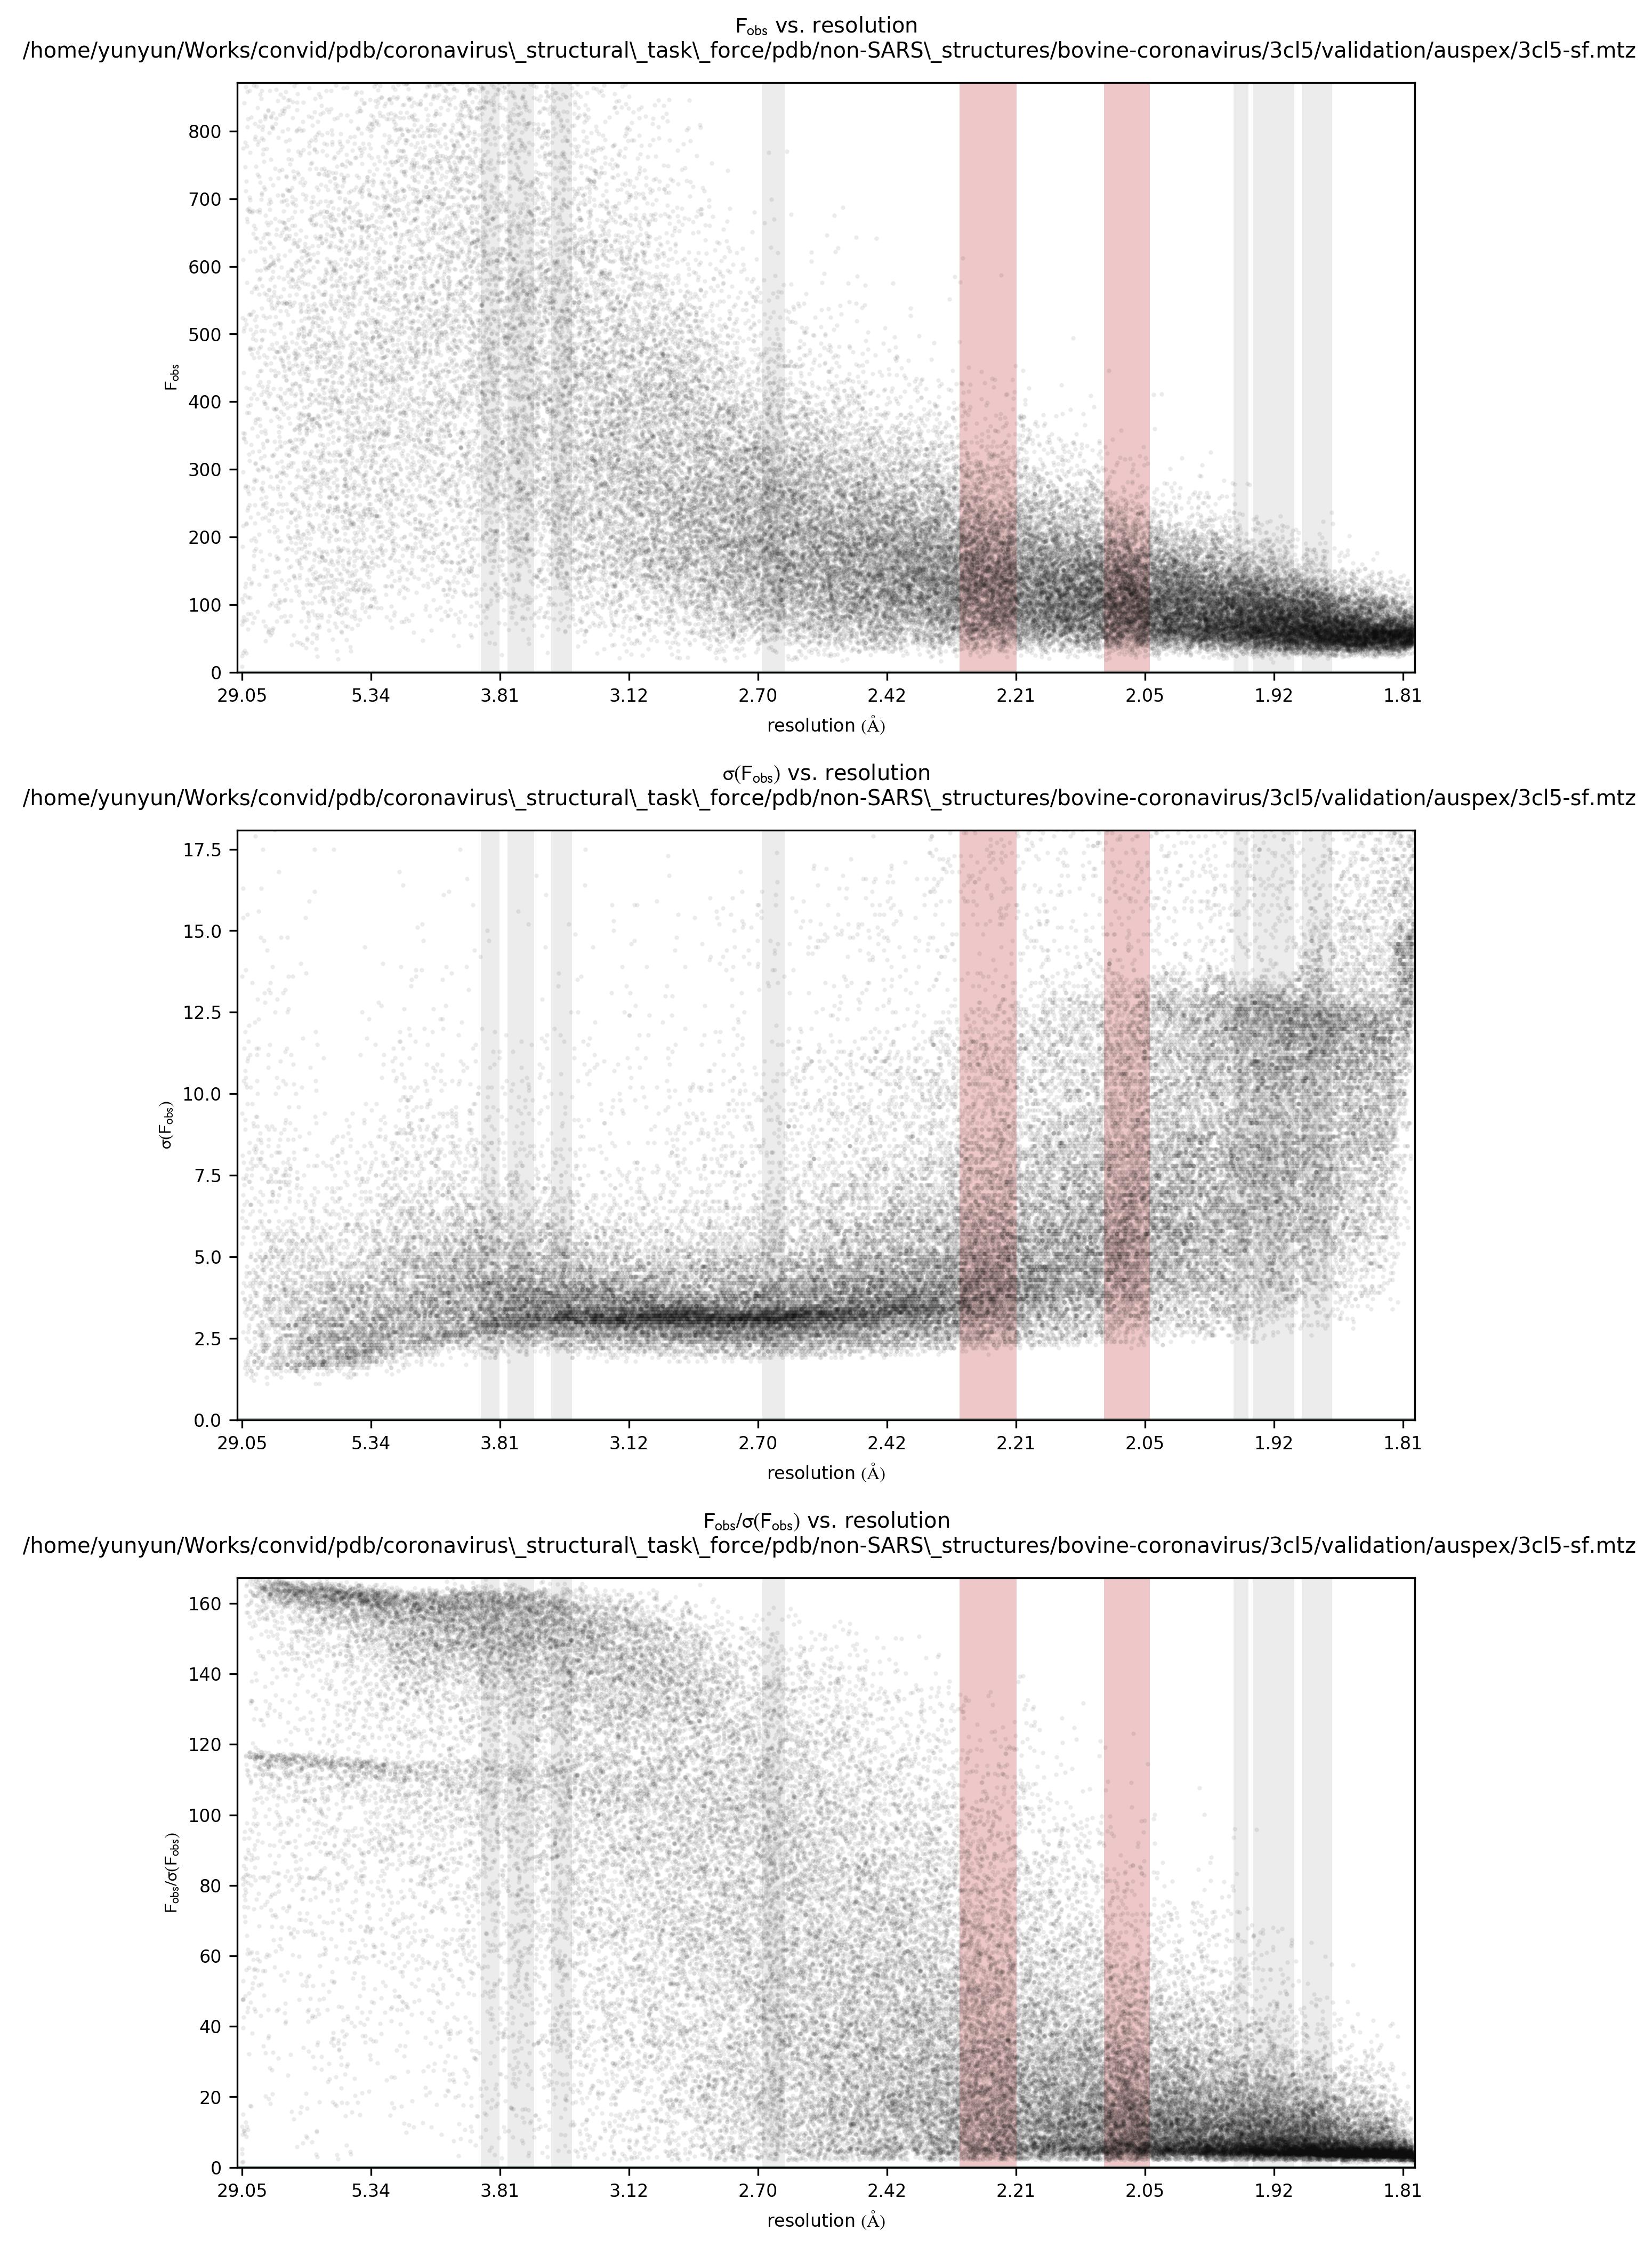 Fobs vs. resolution
/home/yunyun/Works/convid/pdb/coronavirus\_structural\_task\_force/pdb/non-SARS\_structures/bovine-coronavirus/3cl5/validation/auspex/3cl5-sf.mtz
800
700
600
500
400
300
200
100
0
Fobs
29.05 5.34 3.81 3.12 2.70 2.42 2.21 2.05 1.92 1.81
resolution (Å)
σ(Fobs) vs. resolution
/home/yunyun/Works/convid/pdb/coronavirus\_structural\_task\_force/pdb/non-SARS\_structures/bovine-coronavirus/3cl5/validation/auspex/3cl5-sf.mtz
17.5
15.0
12.5
10.0
7.5
5.0
2.5
0.0
σ(Fobs)
29.05 5.34 3.81 3.12 2.70 2.42 2.21 2.05 1.92 1.81
resolution (Å)
Fobs/σ(Fobs) vs. resolution
/home/yunyun/Works/convid/pdb/coronavirus\_structural\_task\_force/pdb/non-SARS\_structures/bovine-coronavirus/3cl5/validation/auspex/3cl5-sf.mtz
160
140
120
100
80
60
40
20
0
Fobs/σ(Fobs)
29.05 5.34 3.81 3.12 2.70 2.42 2.21 2.05 1.92 1.81
resolution (Å)